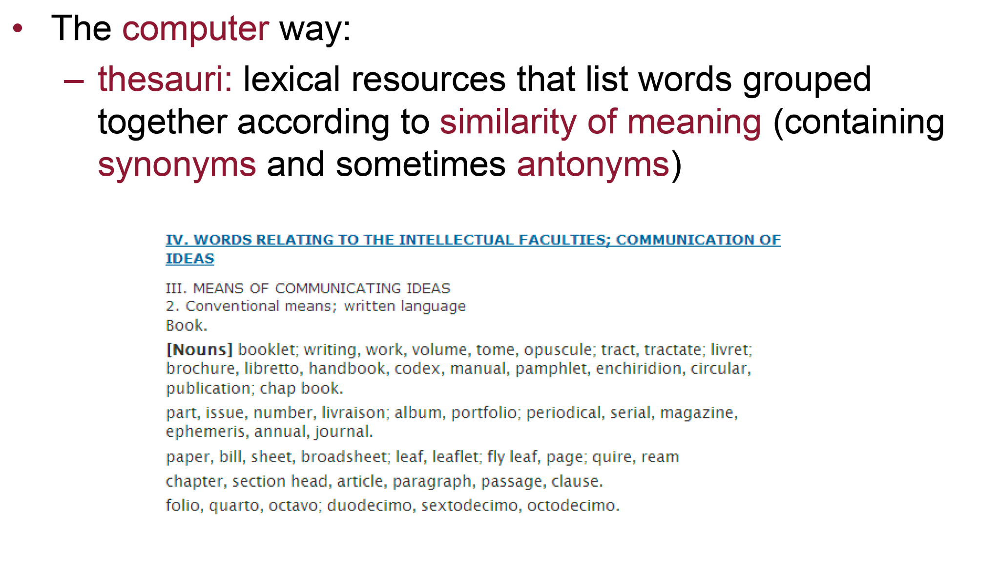 • The computer way:
– thesauri: lexical resources that list words grouped
together according to similarity of meaning (containing
synonyms and sometimes antonyms)
IV. WORDS RELATING TO THE INTELLECTUAL FACULTIES; COMMUNICATION OF
IDEAS
III. MEANS OF COMMUNICATING IDEAS
2. Conventional means; written language
Book.
[Nouns] booklet; writing, work, volume, tome, opuscule; tract, tractate; livret;
brochure, libretto, handbook, codex, manual, pamphlet, enchiridion, circular,
publication; chap book.
part, issue, number, livraison; album, portfolio; periodical, serial, magazine,
ephemeris, annual, journal.
paper, bill, sheet, broadsheet; leaf, leaflet; fly leaf, page; quire, ream
chapter, section head, article, paragraph, passage, clause.
folio, quarto, octavo; duodecimo, sextodecimo, octodecimo.